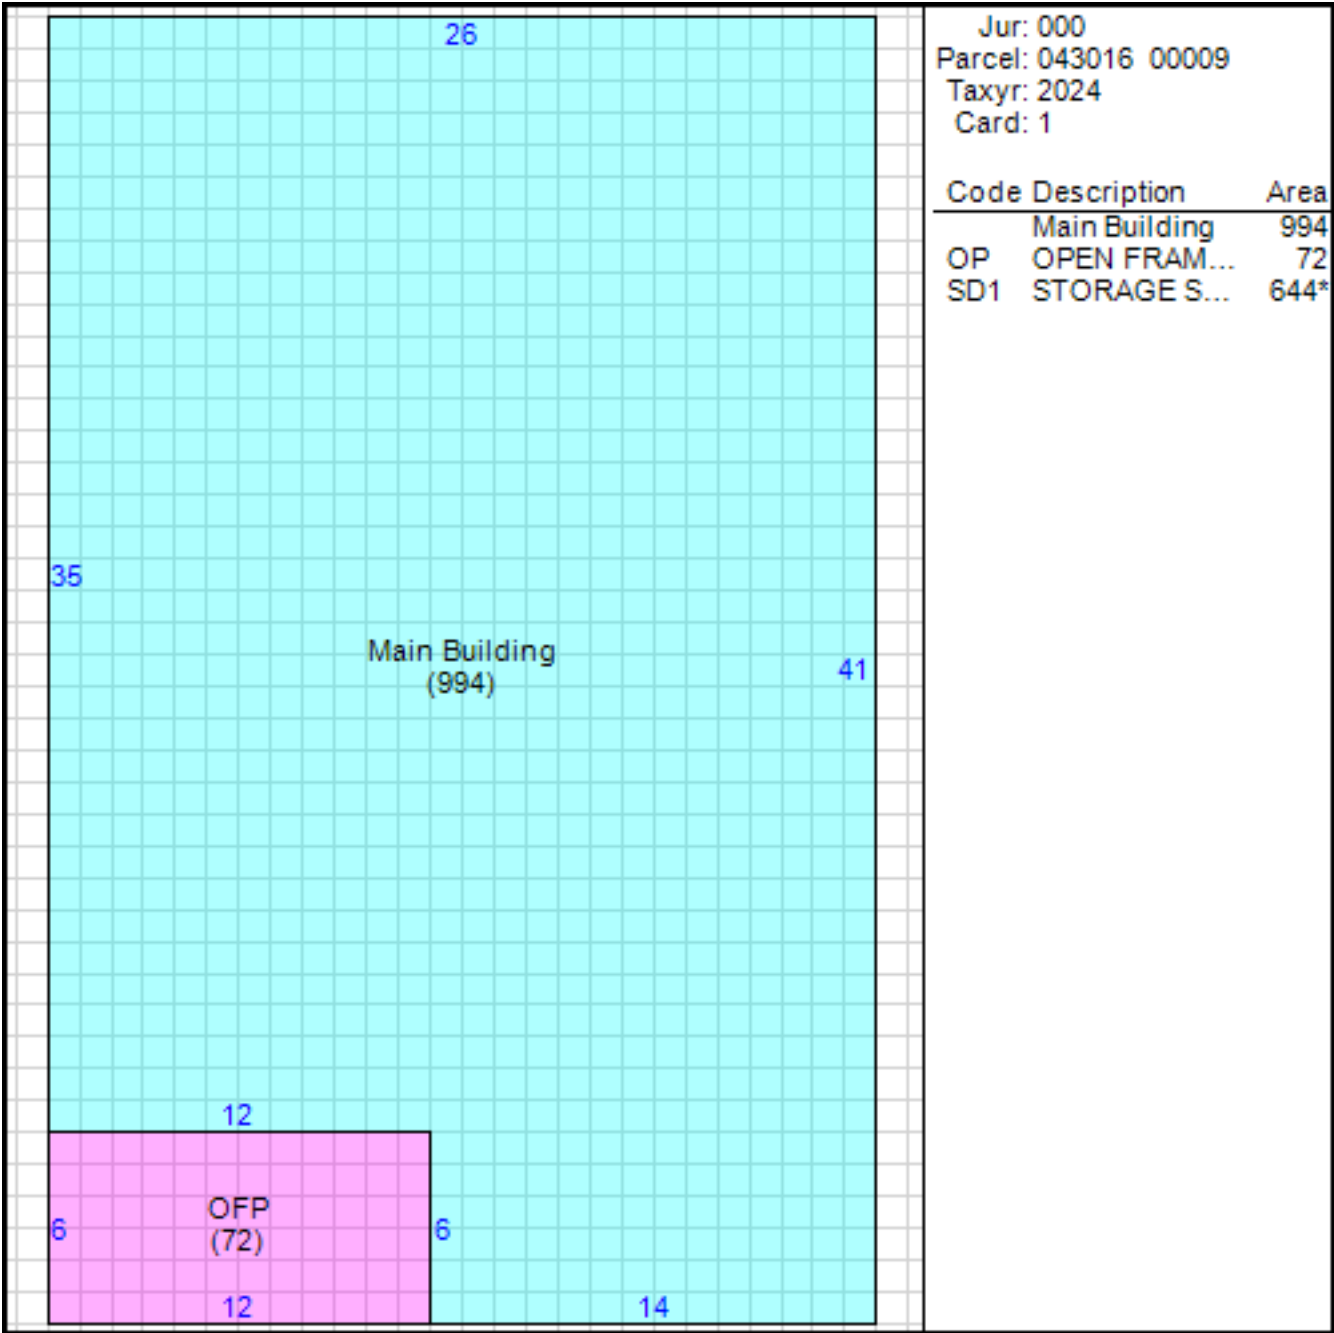 26
35
Main Building
(994)
41
12
OFP
(72)
6
6
12
14
Jur: 000
Parcel: 043016 00009
Taxyr: 2024
Card: 1
Code Description Area
Main Building 994
OP OPEN FRAM... 72
SD1 STORAGE S... 644*